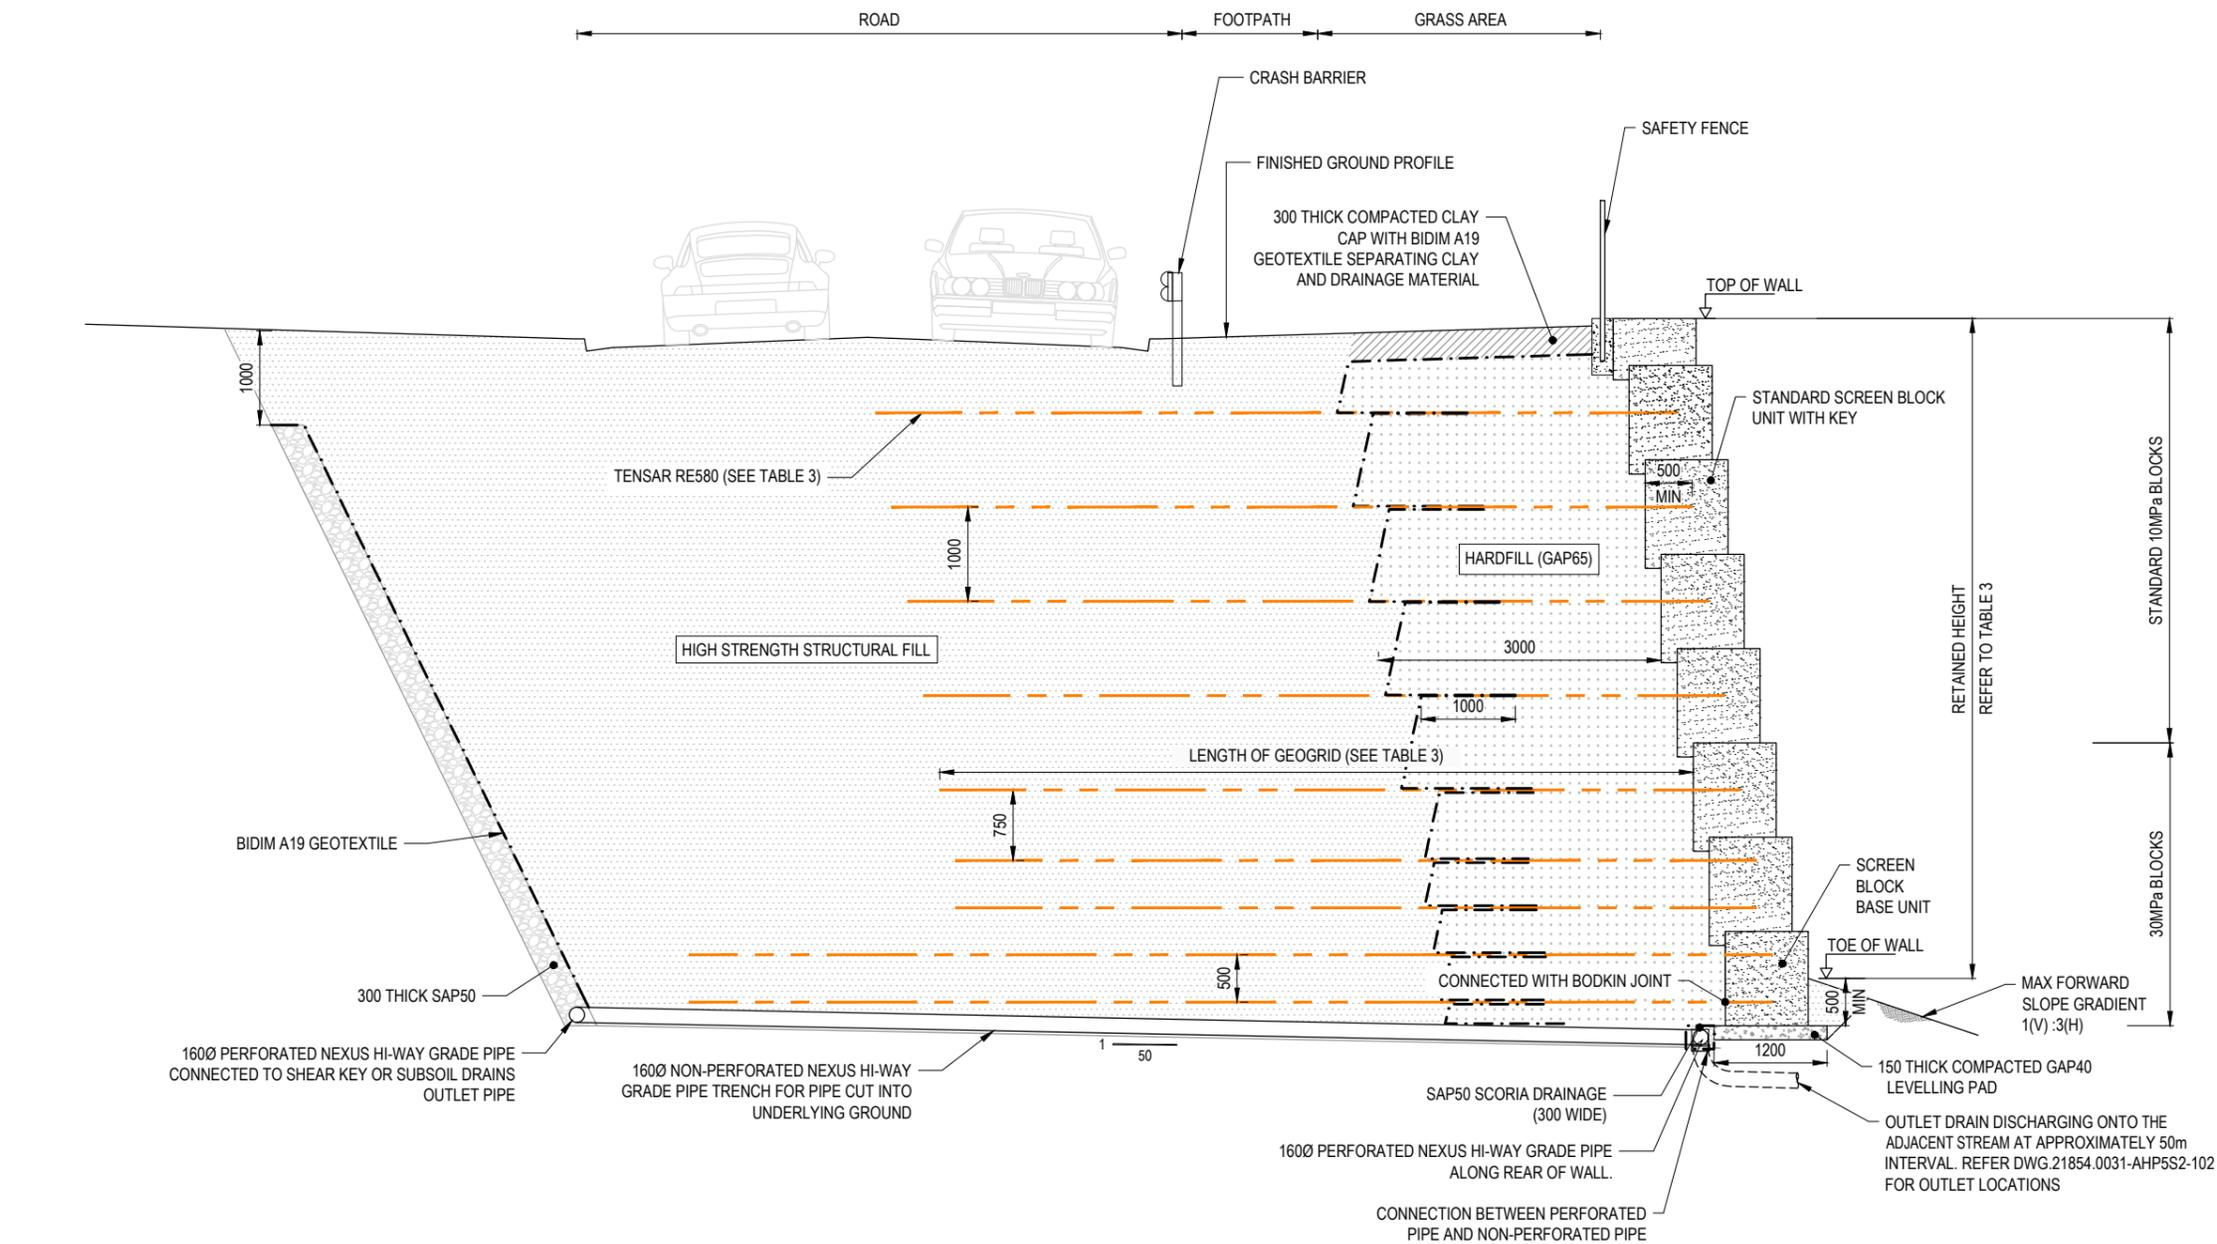 ROAD
FOOTPATH
GRASS AREA
CRASH BARRIER
SAFETY FENCE
FINISHED GROUND PROFILE
300 THICK COMPACTED CLAY
CAP WITH BIDIM A19
GEOTEXTILE SEPARATING CLAY
AND DRAINAGE MATERIAL
TOP OF WALL
1000
STANDARD SCREEN BLOCK
UNIT WITH KEY
TENSAR RE580 (SEE TABLE 3)
500
MIN
STANDARD 10MPa BLOCKS
1000
HARDFILL (GAP65)
RETAINED HEIGHT
REFER TO TABLE 3
HIGH STRENGTH STRUCTURAL FILL
3000
1000
LENGTH OF GEOGRID (SEE TABLE 3)
750
BIDIM A19 GEOTEXTILE
SCREEN
BLOCK
BASE UNIT
30MPa BLOCKS
TOE OF WALL
500
CONNECTED WITH BODKIN JOINT
300 THICK SAP50
500
MIN
MAX FORWARD
SLOPE GRADIENT
1(V) :3(H)
160Ø PERFORATED NEXUS HI-WAY GRADE PIPE
CONNECTED TO SHEAR KEY OR SUBSOIL DRAINS
OUTLET PIPE
1
50
1200
160Ø NON-PERFORATED NEXUS HI-WAY
GRADE PIPE TRENCH FOR PIPE CUT INTO
UNDERLYING GROUND
150 THICK COMPACTED GAP40
LEVELLING PAD
SAP50 SCORIA DRAINAGE
(300 WIDE)
OUTLET DRAIN DISCHARGING ONTO THE
ADJACENT STREAM AT APPROXIMATELY 50m
INTERVAL. REFER DWG.21854.0031-AHP5S2-102
FOR OUTLET LOCATIONS
160Ø PERFORATED NEXUS HI-WAY GRADE PIPE
ALONG REAR OF WALL.
CONNECTION BETWEEN PERFORATED
PIPE AND NON-PERFORATED PIPE